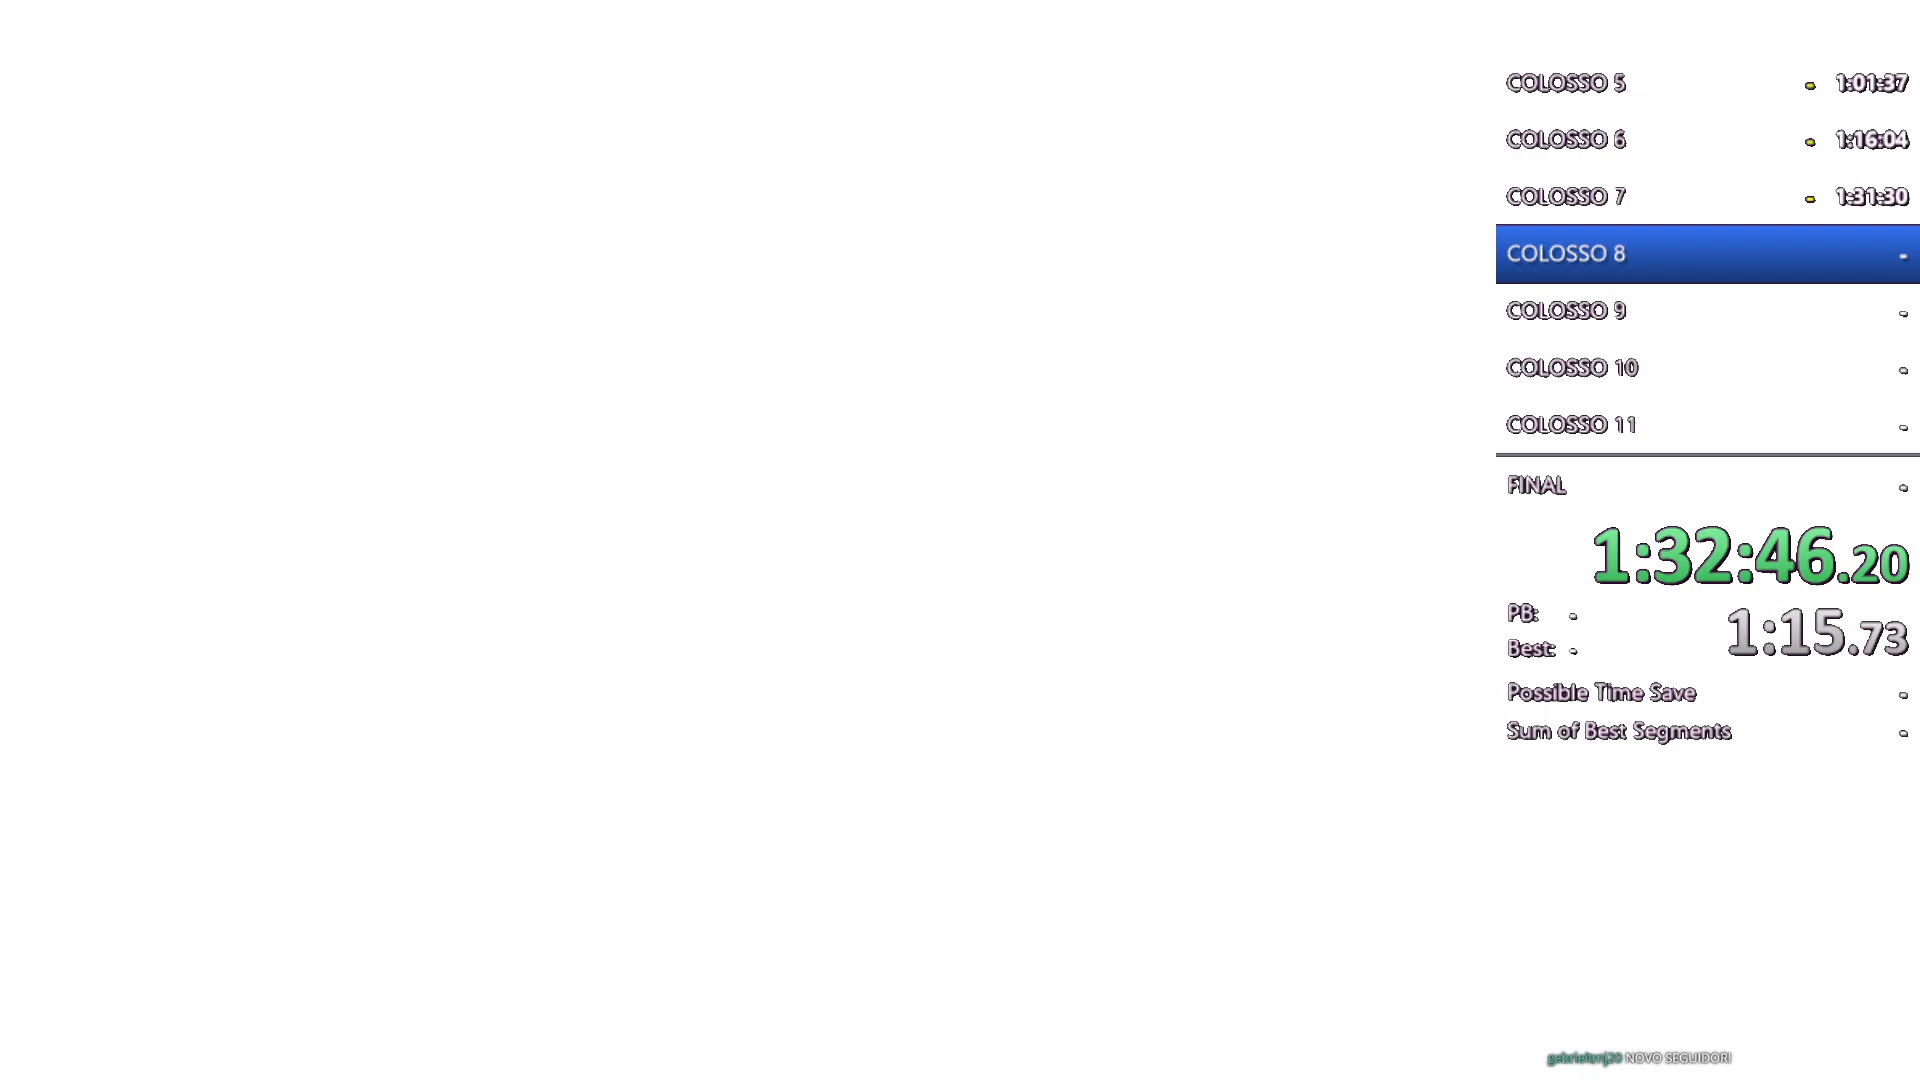 COLOSSO 5 - 1:01:37
COLOSSO 6 - 1:16:04
COLOSSO 7 - 1:31:30
COLOSSO 8 -
COLOSSO 9 -
COLOSSO 10 -
COLOSSO 11 -
FINAL -
1:32:46.20
PB: - 1:15.73
Best: -
Possible Time Save -
Sum of Best Segments -
NOVO SEGUIDOR!